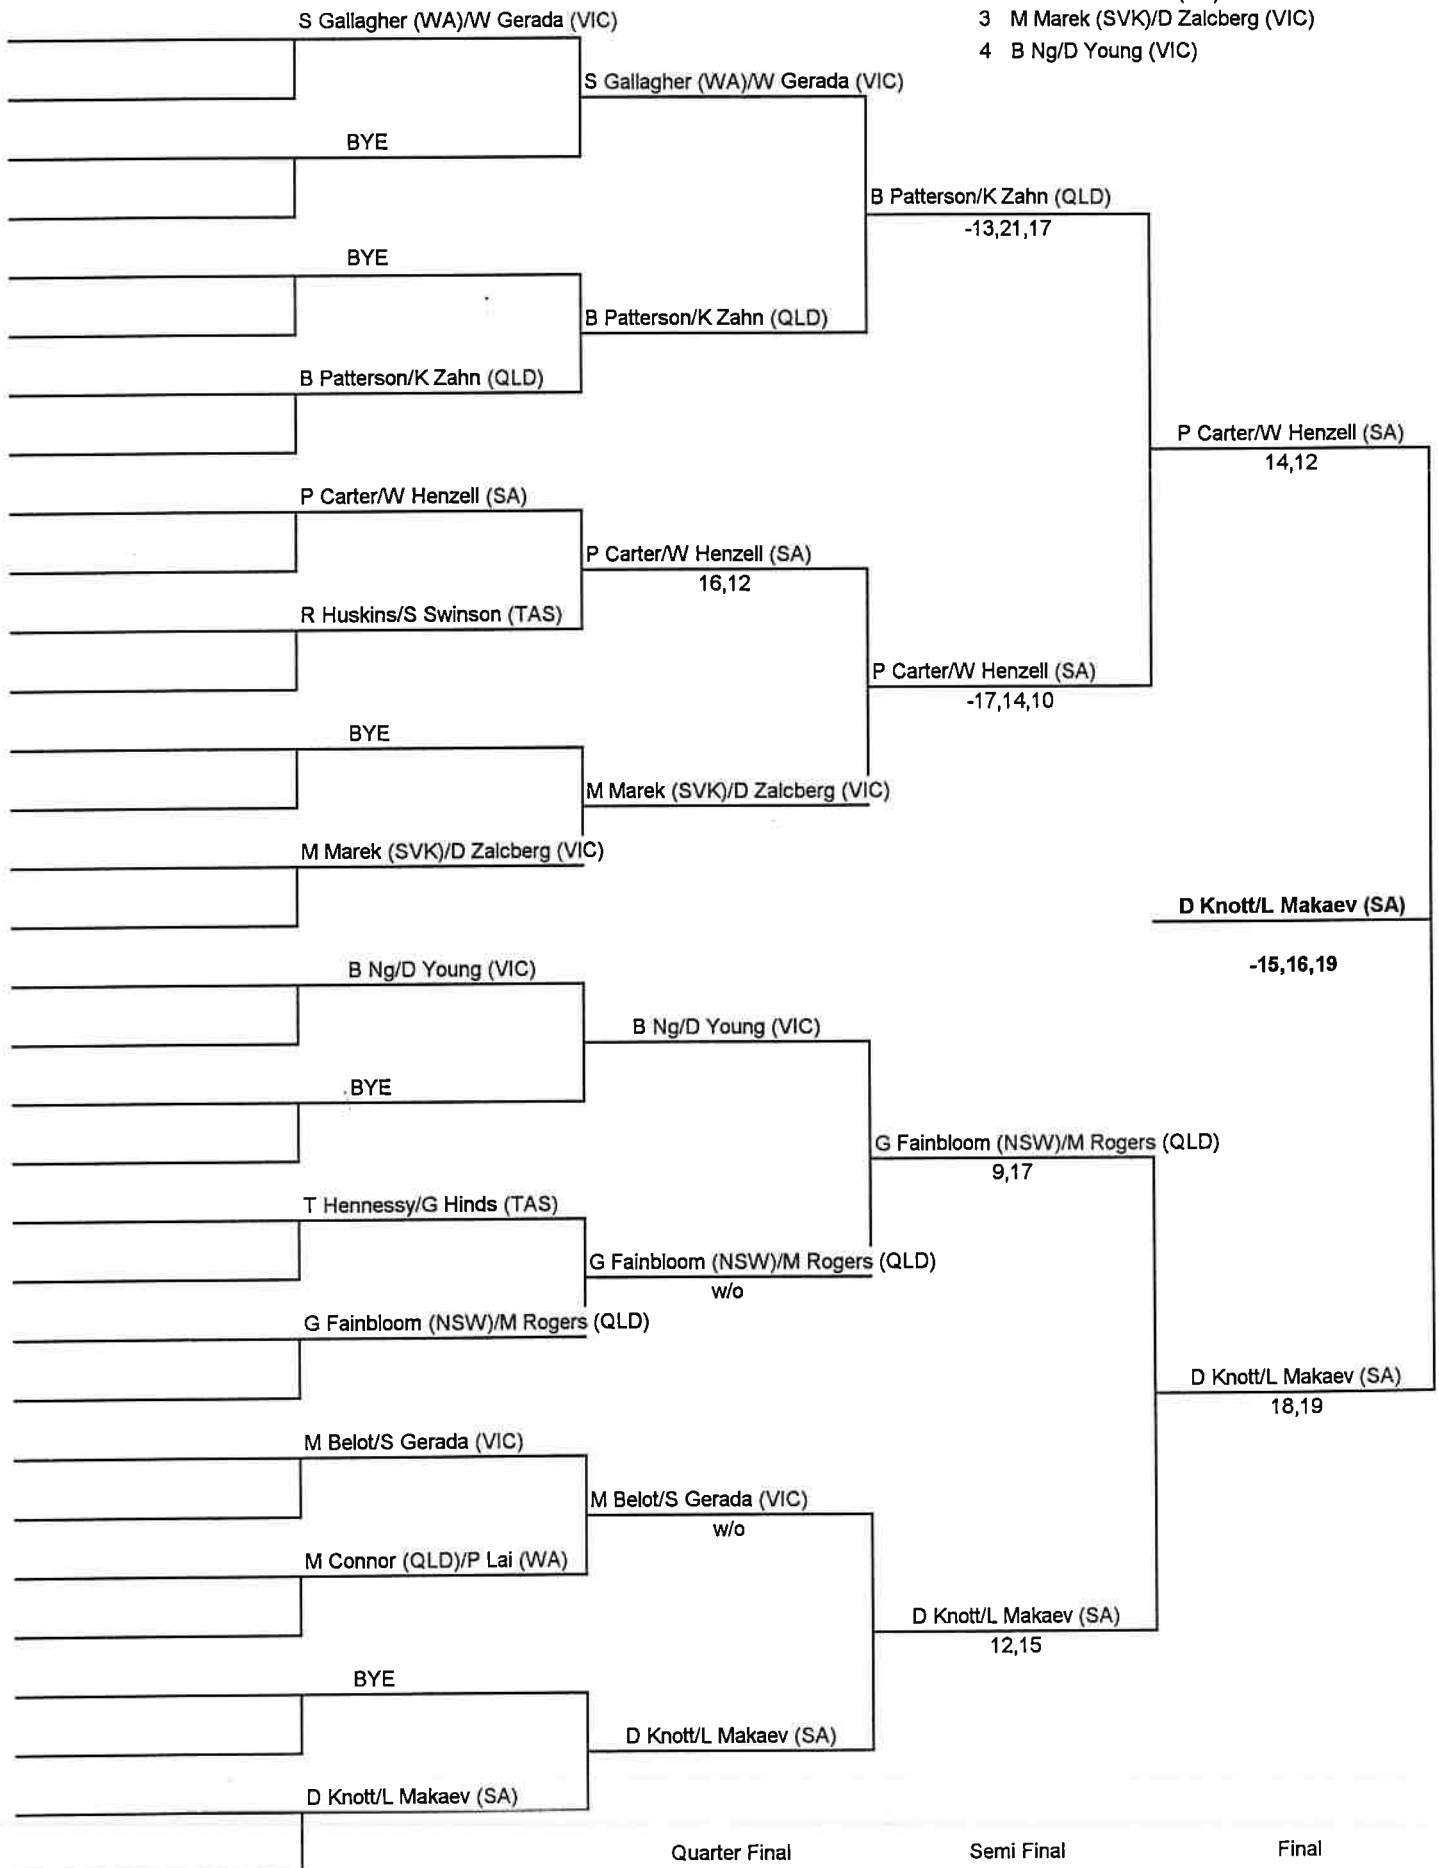 S Gallagher (WA)/W Gerada (VIC)
3 M Marek (SVK)/D Zalcberg (VIC)
4 B Ng/D Young (VIC)
S Gallagher (WA)/W Gerada (VIC)
BYE
B Patterson/K Zahn (QLD)
-13,21,17
BYE
B Patterson/K Zahn (QLD)
B Patterson/K Zahn (QLD)
P Carter/W Henzell (SA)
14,12
P Carter/W Henzell (SA)
P Carter/W Henzell (SA)
16,12
R Huskins/S Swinson (TAS)
P Carter/W Henzell (SA)
-17,14,10
BYE
M Marek (SVK)/D Zalcberg (VIC)
M Marek (SVK)/D Zalcberg (VIC)
D Knott/L Makaev (SA)
-15,16,19
B Ng/D Young (VIC)
B Ng/D Young (VIC)
BYE
G Fainbloom (NSW)/M Rogers (QLD)
9,17
T Hennessy/G Hinds (TAS)
G Fainbloom (NSW)/M Rogers (QLD)
w/o
G Fainbloom (NSW)/M Rogers (QLD)
D Knott/L Makaev (SA)
18,19
M Belot/S Gerada (VIC)
M Belot/S Gerada (VIC)
w/o
M Connor (QLD)/P Lai (WA)
D Knott/L Makaev (SA)
12,15
BYE
D Knott/L Makaev (SA)
D Knott/L Makaev (SA)
Quarter Final
Semi Final
Final